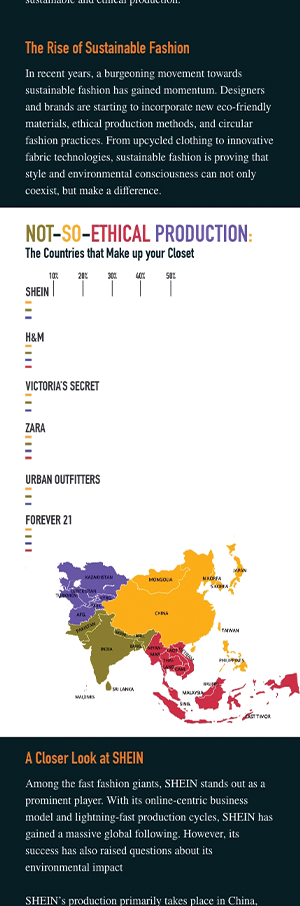 sustainable and ethical production.
The Rise of Sustainable Fashion
In recent years, a burgeoning movement towards
sustainable fashion has gained momentum. Designers
and brands are starting to incorporate new eco-friendly
materials, ethical production methods, and circular
fashion practices. From upcycled clothing to innovative
fabric technologies, sustainable fashion is proving that
style and environmental consciousness can not only
coexist, but make a difference.
NOT-SO-ETHICAL PRODUCTION:
The Countries that Make up your Closet
10% 20% 30% 40% 50%
SHEIN
H&M
VICTORIA'S SECRET
ZARA
URBAN OUTFITTERS
FOREVER 21
KAZAKHSTAN
MONGOLIA
JAPAN
N.KOREA
S.KOREA
CHINA
AFG.
PAKISTAN
INDIA
TAIWAN
PHILIPPINES
SRI LANKA
MALDIVES
MALAYSIA
SING.
EAST TIMOR
A Closer Look at SHEIN
Among the fast fashion giants, SHEIN stands out as a
prominent player. With its online-centric business
model and lightning-fast production cycles, SHEIN has
gained a massive global following. However, its
success has also raised questions about its
environmental impact
SHEIN's production primarily takes place in China,